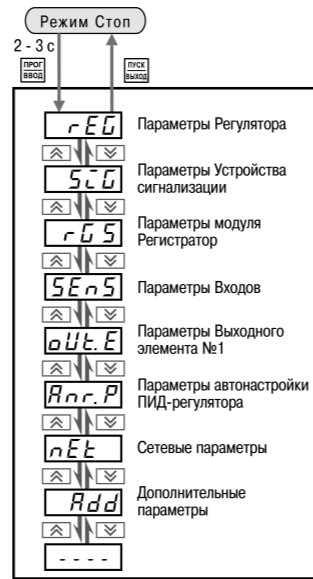 Режим Стоп
2 - 3 с
ПРОГ
ВВОД
ПУСК
ВЫХОД
rEG
Параметры Регулятора
SiG
Параметры Устройства
сигнализации
rGS
Параметры модуля
Регистратор
SEnS
Параметры Входов
oUt.E
Параметры Выходного
элемента №1
Anr.P
Параметры автонастройки
ПИД-регулятора
nEt
Сетевые параметры
Add
Дополнительные
параметры
- - - -